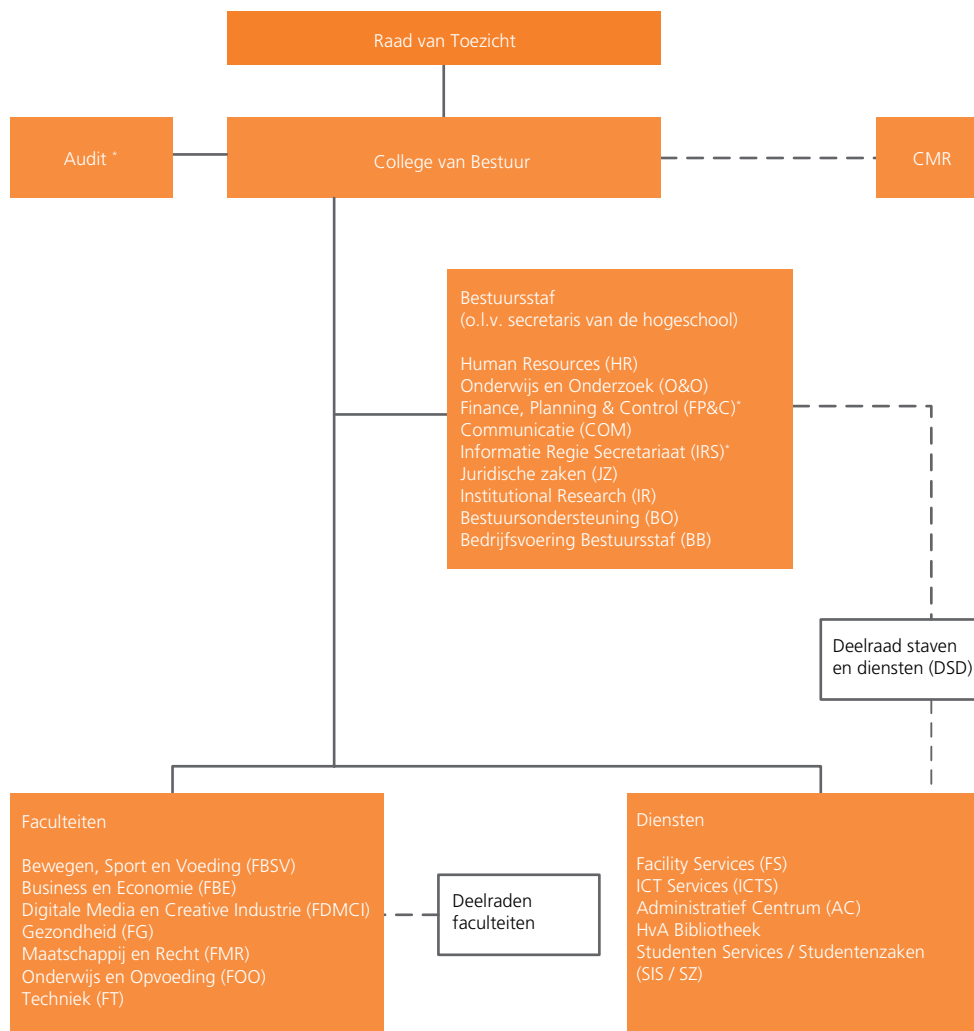 Raad van Toezicht
Audit *
College van Bestuur
CMR
Bestuursstaf
(o.l.v. secretaris van de hogeschool)
Human Resources (HR)
Onderwijs en Onderzoek (O&O)
Finance, Planning & Control (FP&C)*
Communicatie (COM)
Informatie Regie Secretariaat (IRS)*
Juridische zaken (JZ)
Institutional Research (IR)
Bestuursondersteuning (BO)
Bedrijfsvoering Bestuursstaf (BB)
Deelraad staven
en diensten (DSD)
Faculteiten
Bewegen, Sport en Voeding (FBSV)
Business en Economie (FBE)
Digitale Media en Creative Industrie (FDMCI)
Gezondheid (FG)
Maatschappij en Recht (FMR)
Onderwijs en Opvoeding (FOO)
Techniek (FT)
Deelraden
faculteiten
Diensten
Facility Services (FS)
ICT Services (ICTS)
Administratief Centrum (AC)
HvA Bibliotheek
Studenten Services / Studentenzaken
(SIS / SZ)